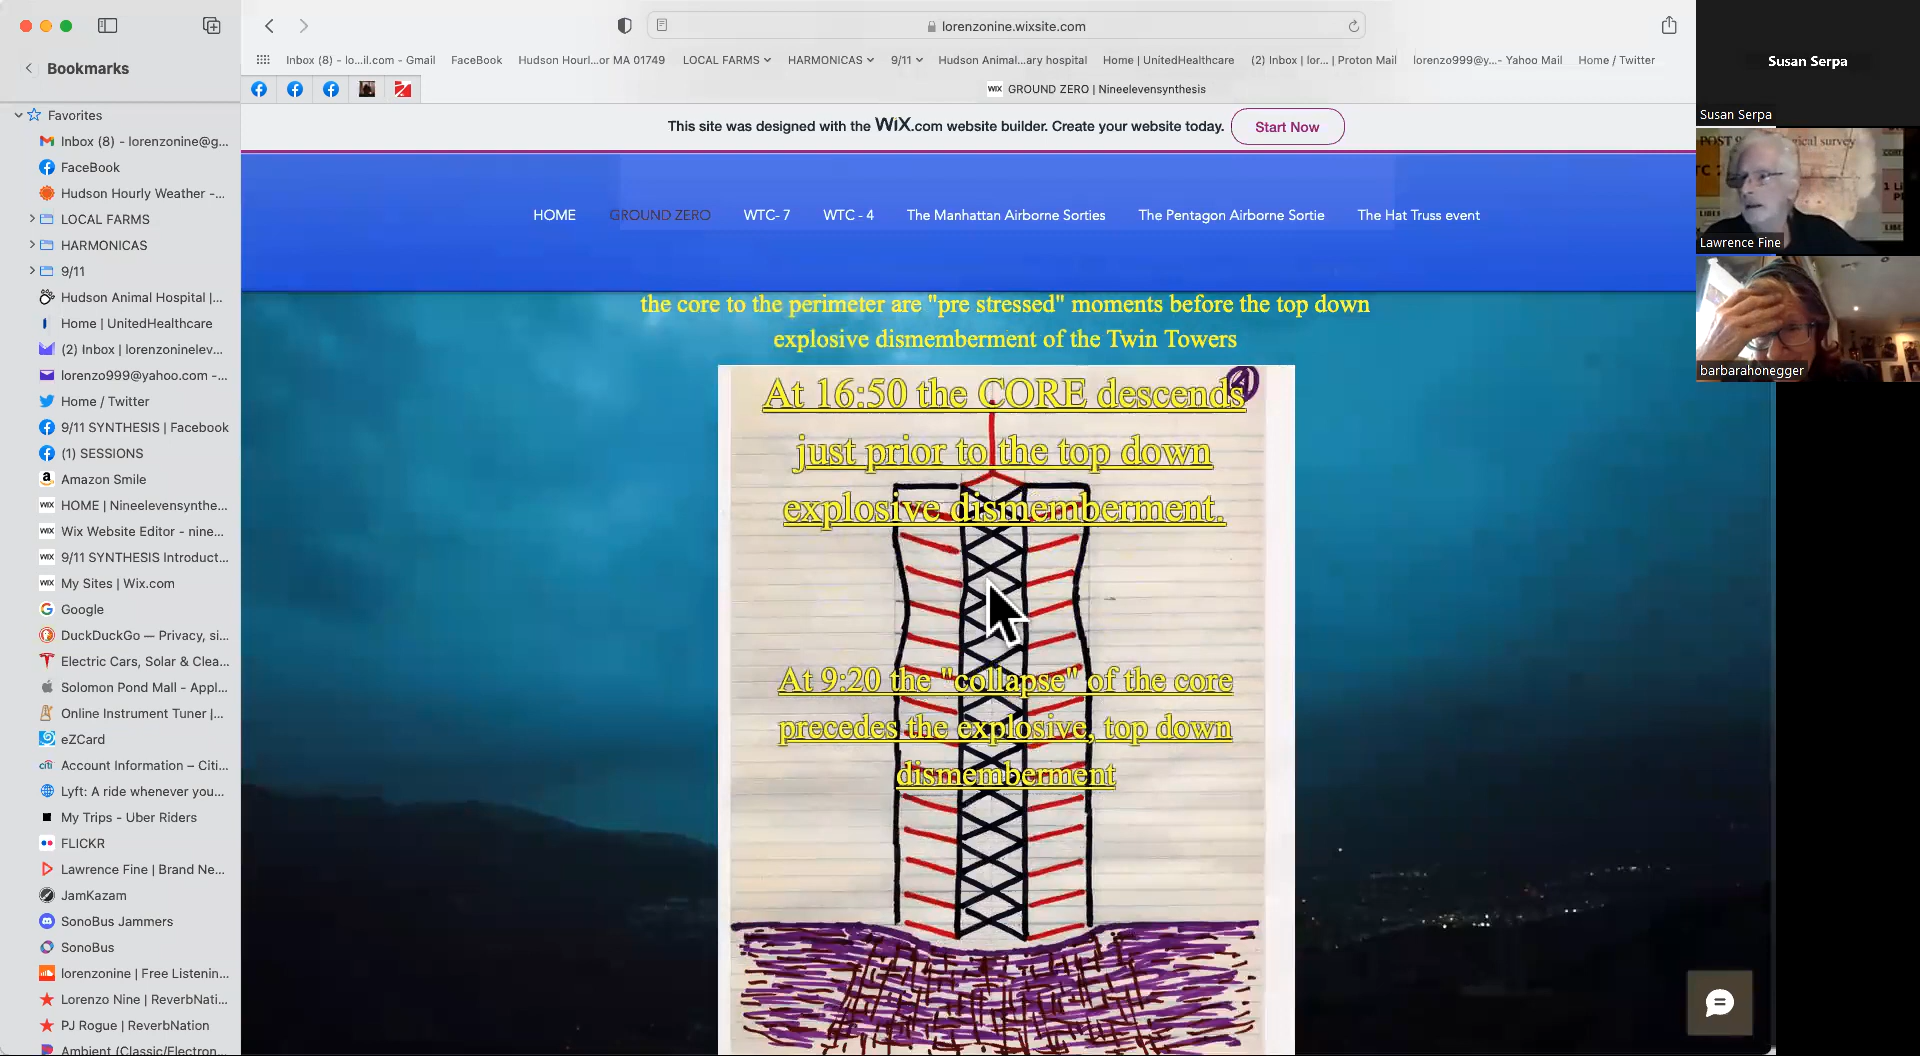 lorenzonine.wixsite.com
Bookmarks
Inbox (8) - lo...il.com - Gmail
FaceBook
Hudson Hourl...or MA 01749
LOCAL FARMS
HARMONICAS
9/11
Hudson Animal...ary hospital
Home | UnitedHealthcare
(2) Inbox | lor... | Proton Mail
lorenzo999@y...- Yahoo Mail
Home / Twitter
WIX GROUND ZERO | Nineelevensynthesis
This site was designed with the WiX.com website builder. Create your website today.
Start Now
HOME
GROUND ZERO
WTC- 7
WTC - 4
The Manhattan Airborne Sorties
The Pentagon Airborne Sortie
The Hat Truss event
the core to the perimeter are "pre stressed" moments before the top down
explosive dismemberment of the Twin Towers
At 16:50 the CORE descends
just prior to the top down
explosive dismemberment.
At 9:20 the "collapse" of the core
precedes the explosive, top down
dismemberment
Favorites
Inbox (8) - lorenzonine@g...
FaceBook
Hudson Hourly Weather -...
LOCAL FARMS
HARMONICAS
9/11
Hudson Animal Hospital |...
Home | UnitedHealthcare
(2) Inbox | lorenzoninelev...
lorenzo999@yahoo.com -...
Home / Twitter
9/11 SYNTHESIS | Facebook
(1) SESSIONS
Amazon Smile
WIX HOME | Nineelevensynthe...
WIX Wix Website Editor - nine...
WIX 9/11 SYNTHESIS Introduct...
WIX My Sites | Wix.com
Google
DuckDuckGo — Privacy, si...
Electric Cars, Solar & Clea...
Solomon Pond Mall - Appl...
Online Instrument Tuner |...
eZCard
citi Account Information – Citi...
Lyft: A ride whenever you...
My Trips - Uber Riders
FLICKR
Lawrence Fine | Brand Ne...
JamKazam
SonoBus Jammers
SonoBus
lorenzonine | Free Listenin...
Lorenzo Nine | ReverbNati...
PJ Rogue | ReverbNation
Ambient (Classic/Electron...
Susan Serpa
Susan Serpa
Lawrence Fine
barbarahonegger